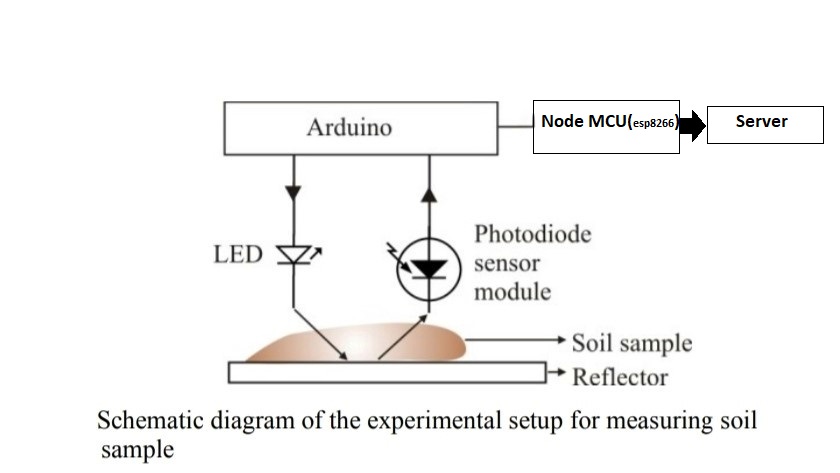 Arduino
Node MCU(esp8266)
Server
LED
Photodiode
sensor
module
Soil sample
Reflector
Schematic diagram of the experimental setup for measuring soil
sample